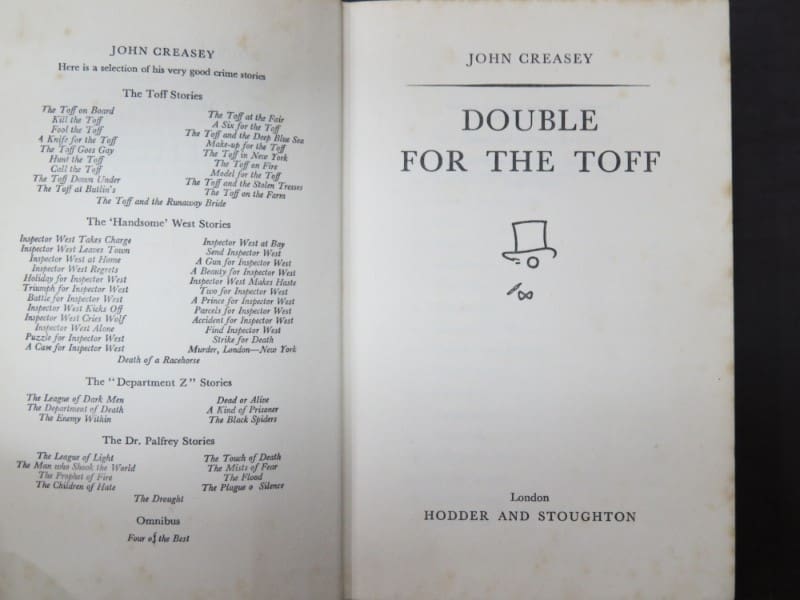 JOHN CREASEY
Here is a selection of his very good crime stories
The Toff Stories
The Toff on Board
Kill the Toff
Fool the Toff
A Knife for the Toff
The Toff Goes Gay
Hunt the Toff
Call the Toff
The Toff Down Under
The Toff at Butlin's
The Toff at the Fair
A Six for the Toff
The Toff and the Deep Blue Sea
Make-up for the Toff
The Toff in New York
The Toff on Fire
Model for the Toff
The Toff and the Stolen Tresses
The Toff on the Farm
The Toff and the Runaway Bride
The 'Handsome' West Stories
Inspector West Takes Charge
Inspector West Leaves Town
Inspector West at Home
Inspector West Regrets
Holiday for Inspector West
Triumph for Inspector West
Battle for Inspector West
Inspector West Kicks Off
Inspector West Cries Wolf
Inspector West Alone
Puzzle for Inspector West
A Case for Inspector West
Inspector West at Bay
Send Inspector West
A Gun for Inspector West
A Beauty for Inspector West
Inspector West Makes Haste
Two for Inspector West
A Prince for Inspector West
Parcels for Inspector West
Accident for Inspector West
Find Inspector West
Strike for Death
Murder, London—New York
Death of a Racehorse
The "Department Z" Stories
The League of Dark Men
The Department of Death
The Enemy Within
Dead or Alive
A Kind of Prisoner
The Black Spiders
The Dr. Palfrey Stories
The League of Light
The Man who Shook the World
The Prophet of Fire
The Children of Hate
The Touch of Death
The Mists of Fear
The Flood
The Plague o Silence
The Drought
Omnibus
Four of the Best
JOHN CREASEY
DOUBLE
FOR THE TOFF
London
HODDER AND STOUGHTON